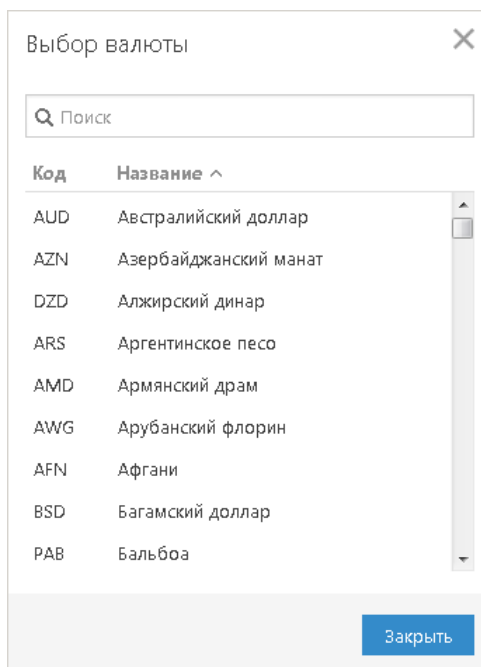 Выбор валюты
Поиск
Код Название
AUD Австралийский доллар
AZN Азербайджанский манат
DZD Алжирский динар
ARS Аргентинское песо
AMD Армянский драм
AWG Арубанский флорин
AFN Афгани
BSD Багамский доллар
PAB Бальбоа
Закрыть